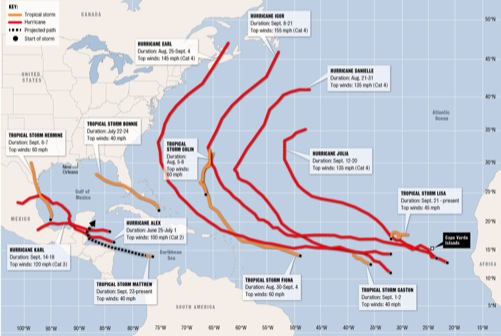 KEY:
Tropical storm
Hurricane
Projected path
Start of storm
CANADA
UNITED
STATES
MEXICO
New
Orleans
Gulf of
Mexico
Caribbean
Sea
SOUTH AMERICA
Atlantic
Ocean
AFRICA
Cape Verde
Islands
HURRICANE EARL
Duration: Aug. 25-Sept. 4
Top winds: 145 mph (Cat 4)
HURRICANE IGOR
Duration: Sept. 8-21
Top winds: 155 mph (Cat 4)
HURRICANE DANIELLE
Duration: Aug. 21-31
Top winds: 135 mph (Cat 4)
TROPICAL STORM HERMINE
Duration: Sept. 6-7
Top winds: 60 mph
TROPICAL STORM BONNIE
Duration: July 22-24
Top winds: 40 mph
TROPICAL
STORM COLIN
Duration:
Aug. 3-8
Top winds:
60 mph
HURRICANE JULIA
Duration: Sept. 12-20
Top winds: 135 mph (Cat 4)
TROPICAL STORM LISA
Duration: Sept. 21 - present
Top winds: 45 mph
HURRICANE ALEX
Duration: June 25-July 1
Top winds: 100 mph (Cat 2)
HURRICANE KARL
Duration: Sept. 14-18
Top winds: 120 mph (Cat 3)
TROPICAL STORM MATTHEW
Duration: Sept. 23-present
Top winds: 40 mph
TROPICAL STORM FIONA
Duration: Aug. 30-Sept. 4
Top winds: 60 mph
TROPICAL STORM GASTON
Duration: Sept. 1-2
Top winds: 40 mph
50°N
40°N
35°N
30°N
25°N
20°N
15°N
10°N
100°W 95°W 90°W 85°W 80°W 75°W 70°W 65°W 60°W 55°W 50°W 45°W 40°W 35°W 30°W 25°W 20°W